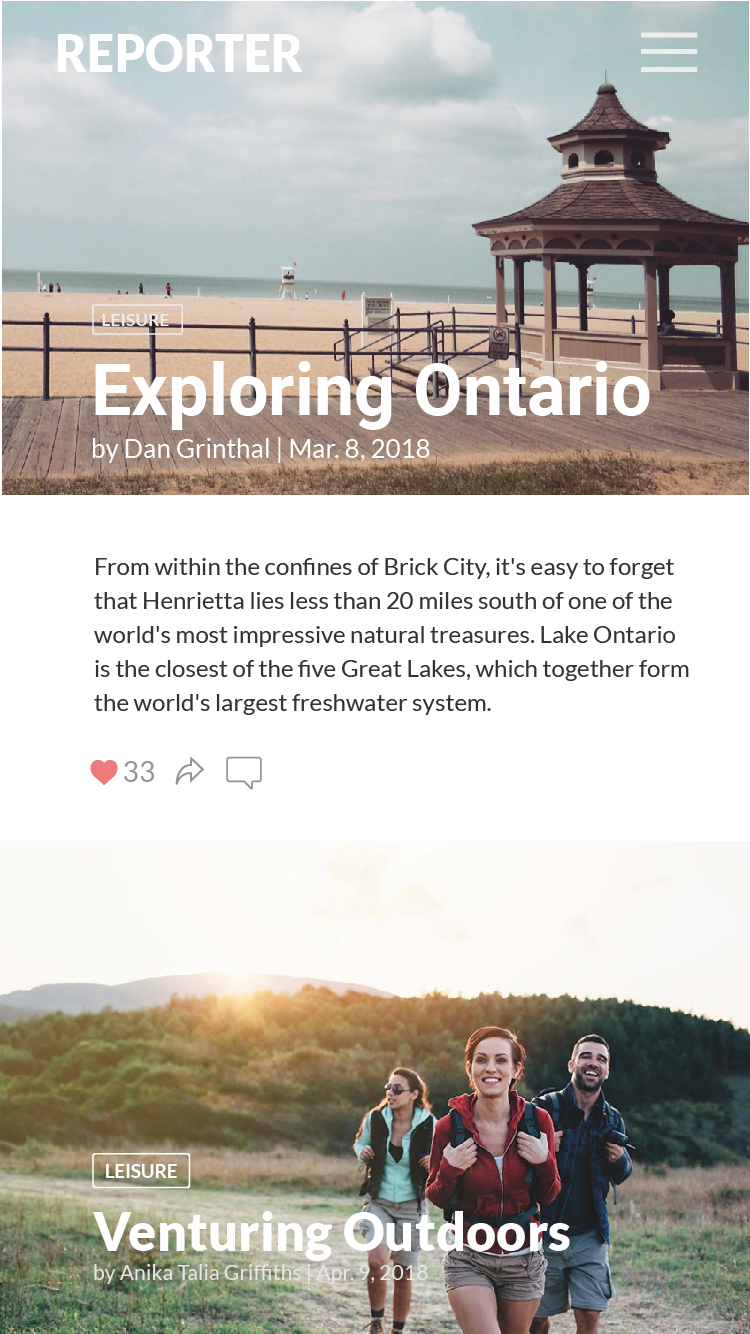 REPORTER
LEISURE
Exploring Ontario
by Dan Grinthal | Mar. 8, 2018
From within the confines of Brick City, it's easy to forget
that Henrietta lies less than 20 miles south of one of the
world's most impressive natural treasures. Lake Ontario
is the closest of the five Great Lakes, which together form
the world's largest freshwater system.
33
LEISURE
Venturing Outdoors
by Anika Talia Griffiths | Apr. 9, 2018